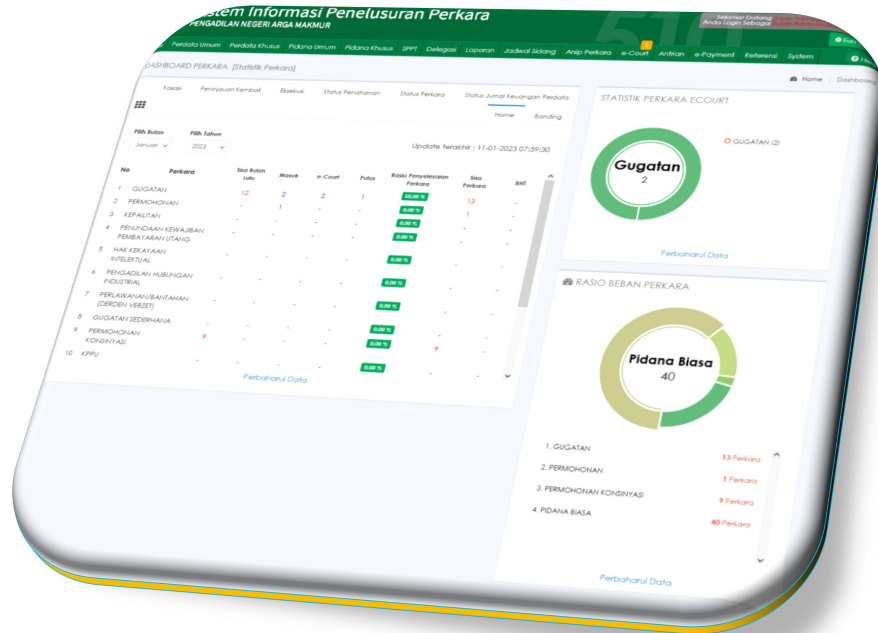 Sistem Informasi Penelusuran Perkara
PENGADILAN NEGERI ARGA MAKMUR
Selamat Datang
Anda Login Sebagai
Perdata Umum Perdata Khusus Pidana Umum Pidana Khusus SPPT Delegasi Laporan Jadwal Sidang Arsip Perkara e-Court Antrian e-Payment Referensi System
DASHBOARD PERKARA [Statistik Perkara]
Home Dashboard
Kasasi Peninjauan Kembali Eksekusi Status Penahanan Status Perkara Status Jurnal Keuangan Perdata
Home Banding
Pilih Bulan Pilih Tahun
Januari 2023
Update terakhir : 11-01-2023 07:59:30
No Perkara Sisa Bulan Lalu Masuk e-Court Putus Rasio Penyelesaian Perkara Sisa Perkara BHT
1 GUGATAN 12 2 2 1 50.00 % 13 -
2 PERMOHONAN - 1 - - 0.00 % 1 -
3 KEPAILITAN - - - - 0.00 % - -
4 PENUNDAAN KEWAJIBAN PEMBAYARAN UTANG - - - - 0.00 % - -
5 HAK KEKAYAAN INTELEKTUAL - - - - 0.00 % - -
6 PENGADILAN HUBUNGAN INDUSTRIAL - - - - 0.00 % - -
7 PERLAWANAN/BANTAHAN (DERDEN VERZET) - - - - 0.00 % - -
8 GUGATAN SEDERHANA - - - - 0.00 % - -
9 PERMOHONAN KONSINYASI 9 - - - 0.00 % 9 -
10 KPPU - - - - 0.00 % - -
Perbaharui Data
STATISTIK PERKARA ECOURT
GUGATAN (2)
Gugatan
2
Perbaharui Data
RASIO BEBAN PERKARA
Pidana Biasa
40
1. GUGATAN 13 Perkara
2. PERMOHONAN 1 Perkara
3. PERMOHONAN KONSINYASI 9 Perkara
4. PIDANA BIASA 40 Perkara
Perbaharui Data